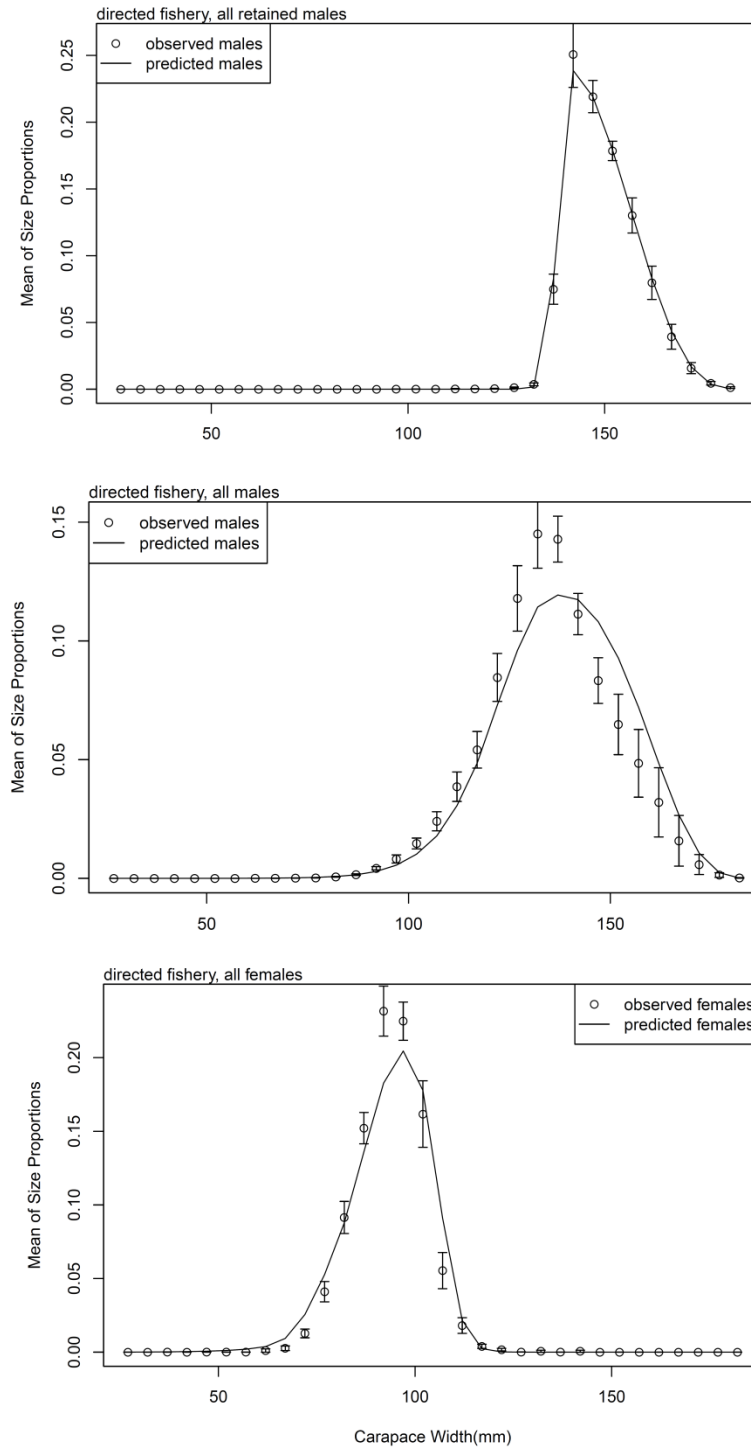 directed fishery, all retained males
observed males
predicted males
Mean of Size Proportions
0.00 0.05 0.10 0.15 0.20 0.25
50 100 150
directed fishery, all males
observed males
predicted males
Mean of Size Proportions
0.00 0.05 0.10 0.15
50 100 150
directed fishery, all females
observed females
predicted females
Mean of Size Proportions
0.00 0.05 0.10 0.15 0.20
50 100 150
Carapace Width(mm)